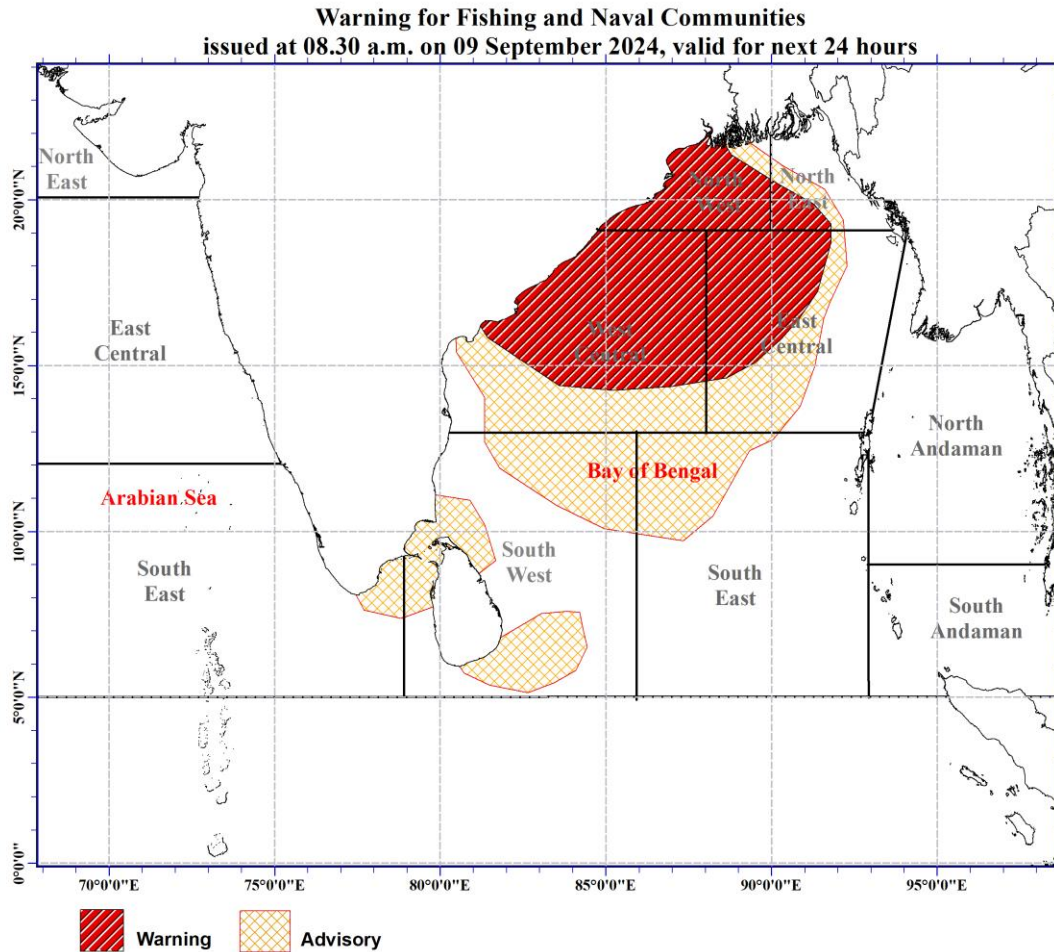 Warning for Fishing and Naval Communities
issued at 08.30 a.m. on 09 September 2024, valid for next 24 hours
North
East
North
West
North
East
20°0'0"N
East
Central
West
Central
East
Central
15°0'0"N
North
Andaman
Bay of Bengal
Arabian Sea
10°0'0"N
South
East
South
West
South
East
South
Andaman
5°0'0"N
0°0'0"
70°0'0"E
75°0'0"E
80°0'0"E
85°0'0"E
90°0'0"E
95°0'0"E
Warning
Advisory